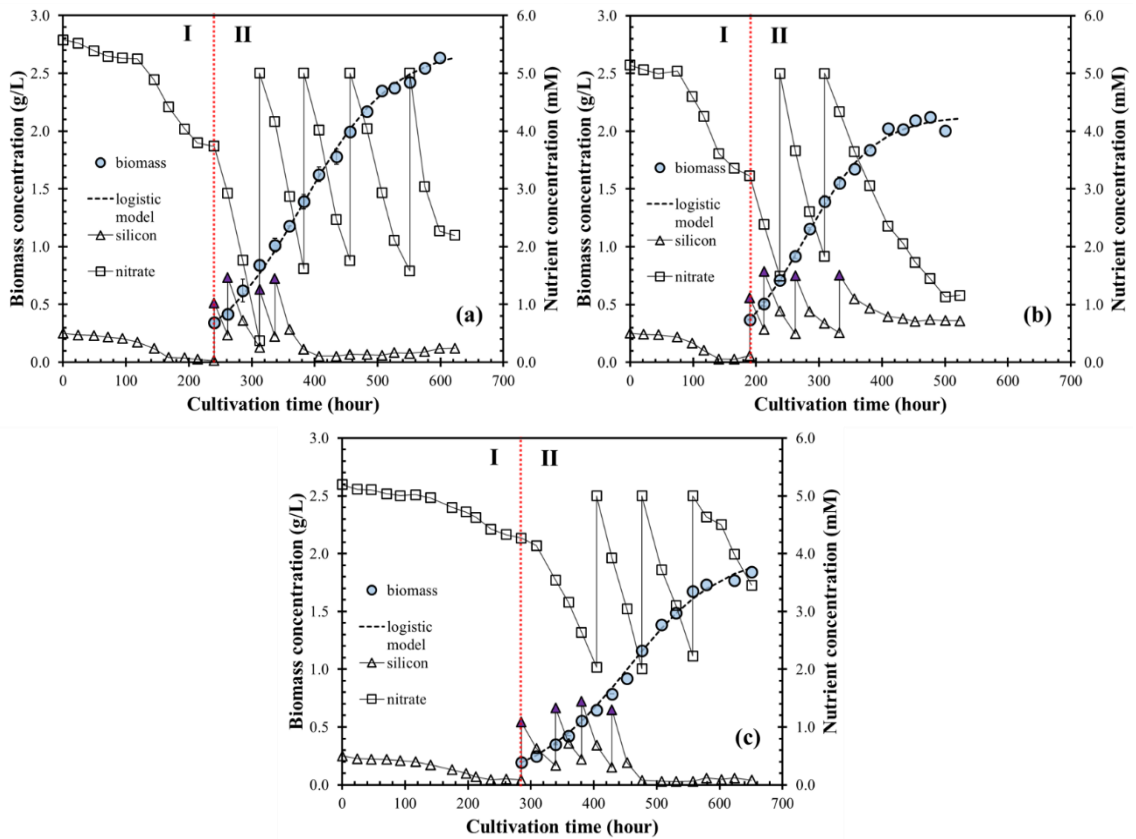 I II
3.0
2.5
2.0
1.5
1.0
0.5
0.0
Biomass concentration (g/L)
6.0
5.0
4.0
3.0
2.0
1.0
0.0
Nutrient concentration (mM)
biomass
logistic
model
silicon
nitrate
(a)
0 100 200 300 400 500 600 700
Cultivation time (hour)
I II
3.0
2.5
2.0
1.5
1.0
0.5
0.0
Biomass concentration (g/L)
6.0
5.0
4.0
3.0
2.0
1.0
0.0
Nutrient concentration (mM)
biomass
logistic
model
silicon
nitrate
(b)
0 100 200 300 400 500 600 700
Cultivation time (hour)
I II
3.0
2.5
2.0
1.5
1.0
0.5
0.0
Biomass concentration (g/L)
6.0
5.0
4.0
3.0
2.0
1.0
0.0
Nutrient concentration (mM)
biomass
logistic
model
silicon
nitrate
(c)
0 100 200 300 400 500 600 700
Cultivation time (hour)